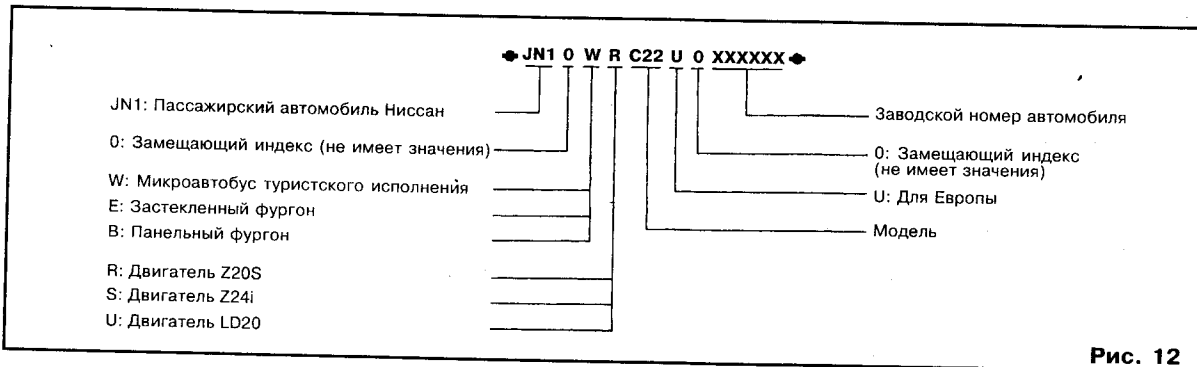 JN1 0 W R C22 U 0 XXXXXX
JN1: Пассажирский автомобиль Ниссан
0: Замещающий индекс (не имеет значения)
W: Микроавтобус туристского исполнения
E: Застекленный фургон
B: Панельный фургон
R: Двигатель Z20S
S: Двигатель Z24i
U: Двигатель LD20
Заводской номер автомобиля
0: Замещающий индекс
(не имеет значения)
U: Для Европы
Модель
Рис. 12